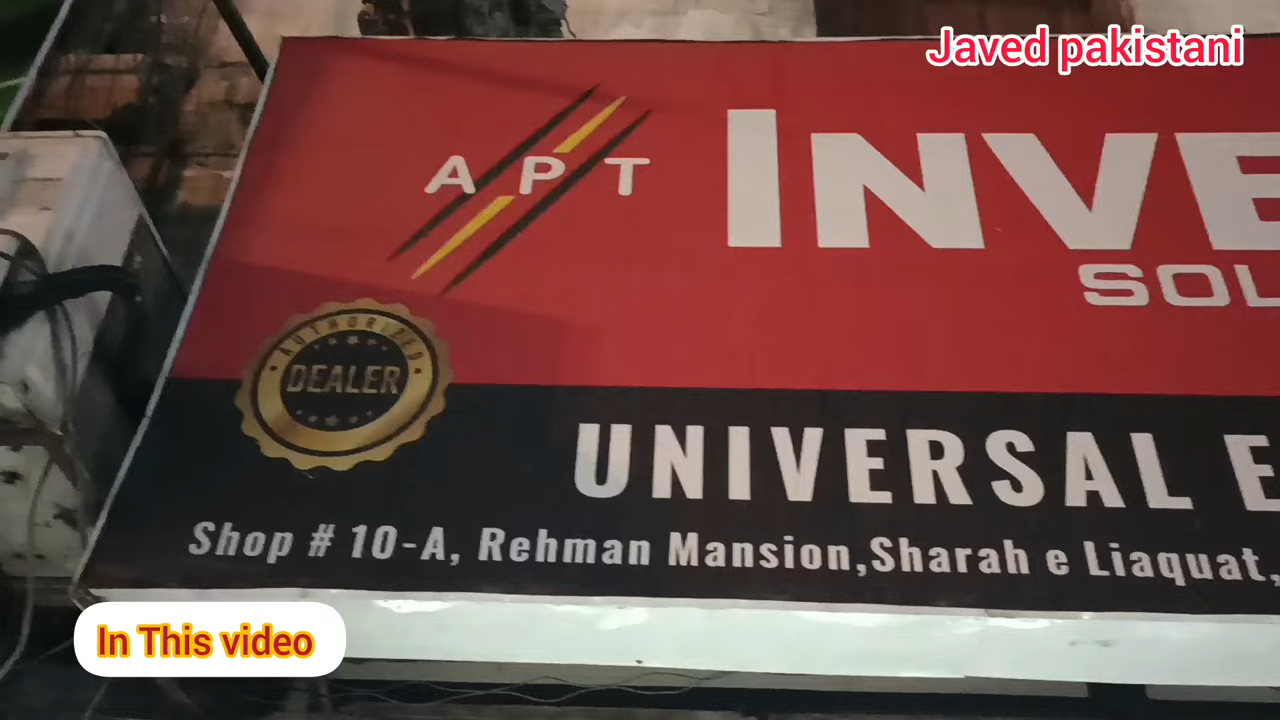 Javed pakistani
APT
INVE
SOL
AUTHORIZED
DEALER
UNIVERSAL E
Shop # 10-A, Rehman Mansion,Sharah e Liaquat,
In This video